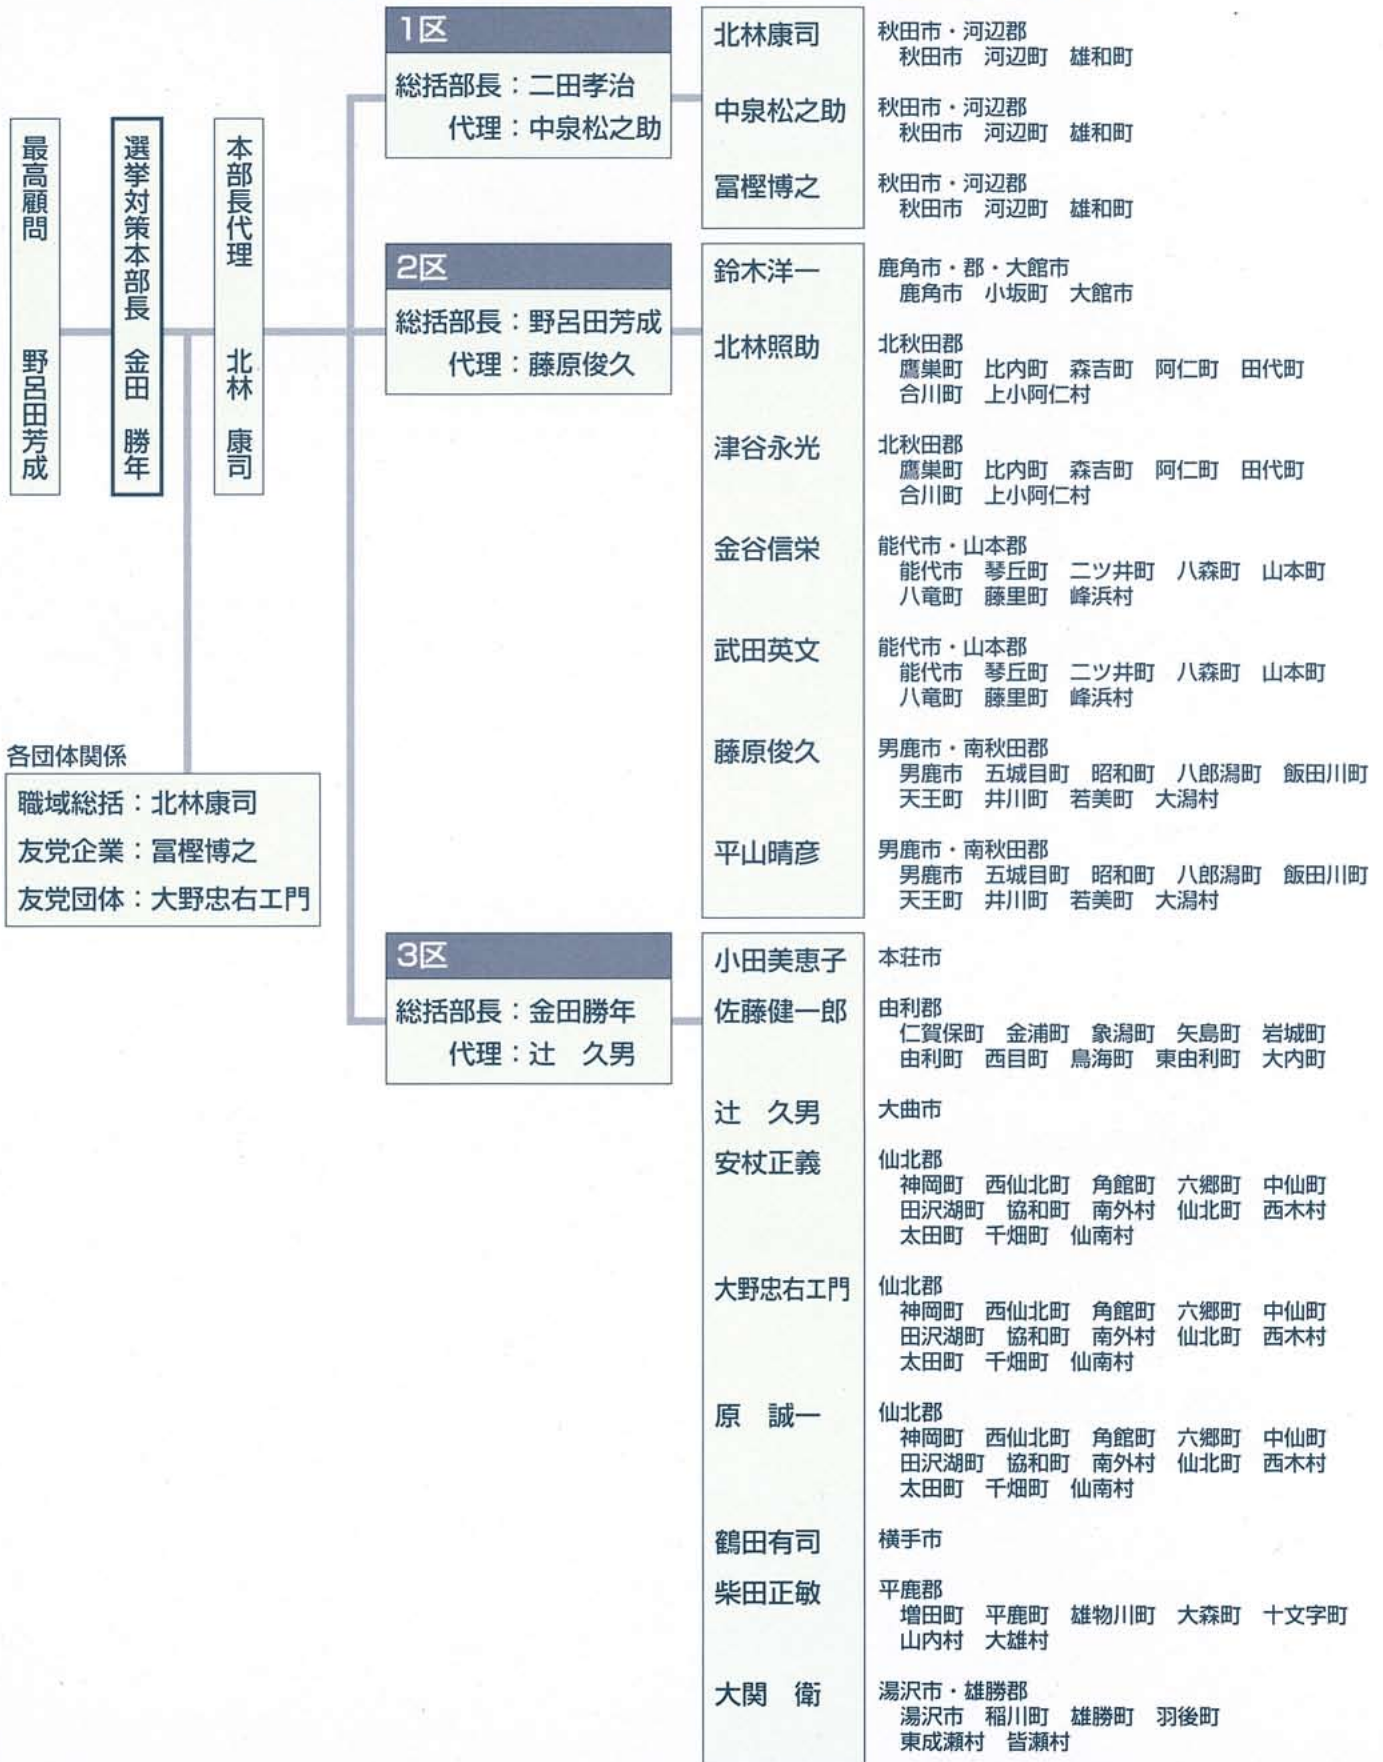 最高顧問　野呂田芳成
選挙対策本部長　金田　勝年
本部長代理　北林　康司
各団体関係
職域総括：北林康司
友党企業：冨樫博之
友党団体：大野忠右エ門
1区
総括部長：二田孝治
代理：中泉松之助
北林康司
秋田市・河辺郡
秋田市　河辺町　雄和町
中泉松之助
秋田市・河辺郡
秋田市　河辺町　雄和町
冨樫博之
秋田市・河辺郡
秋田市　河辺町　雄和町
2区
総括部長：野呂田芳成
代理：藤原俊久
鈴木洋一
鹿角市・郡・大館市
鹿角市　小坂町　大館市
北林照助
北秋田郡
鷹巣町　比内町　森吉町　阿仁町　田代町
合川町　上小阿仁村
津谷永光
北秋田郡
鷹巣町　比内町　森吉町　阿仁町　田代町
合川町　上小阿仁村
金谷信栄
能代市・山本郡
能代市　琴丘町　二ツ井町　八森町　山本町
八竜町　藤里町　峰浜村
武田英文
能代市・山本郡
能代市　琴丘町　二ツ井町　八森町　山本町
八竜町　藤里町　峰浜村
藤原俊久
男鹿市・南秋田郡
男鹿市　五城目町　昭和町　八郎潟町　飯田川町
天王町　井川町　若美町　大潟村
平山晴彦
男鹿市・南秋田郡
男鹿市　五城目町　昭和町　八郎潟町　飯田川町
天王町　井川町　若美町　大潟村
3区
総括部長：金田勝年
代理：辻　久男
小田美恵子
本荘市
佐藤健一郎
由利郡
仁賀保町　金浦町　象潟町　矢島町　岩城町
由利町　西目町　鳥海町　東由利町　大内町
辻　久男
大曲市
安杖正義
仙北郡
神岡町　西仙北町　角館町　六郷町　中仙町
田沢湖町　協和町　南外村　仙北町　西木村
太田町　千畑町　仙南村
大野忠右エ門
仙北郡
神岡町　西仙北町　角館町　六郷町　中仙町
田沢湖町　協和町　南外村　仙北町　西木村
太田町　千畑町　仙南村
原　誠一
仙北郡
神岡町　西仙北町　角館町　六郷町　中仙町
田沢湖町　協和町　南外村　仙北町　西木村
太田町　千畑町　仙南村
鶴田有司
横手市
柴田正敏
平鹿郡
増田町　平鹿町　雄物川町　大森町　十文字町
山内村　大雄村
大関　衛
湯沢市・雄勝郡
湯沢市　稲川町　雄勝町　羽後町
東成瀬村　皆瀬村